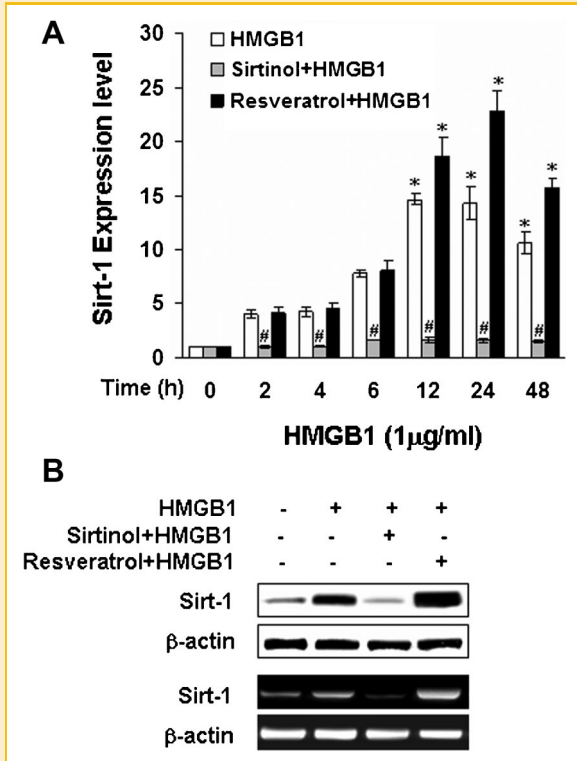 A
Sirt-1 Expression level
30
25
20
15
10
5
0
HMGB1
Sirtinol+HMGB1
Resveratrol+HMGB1
* * * * * *
# # # # # #
Time (h) 0 2 4 6 12 24 48
HMGB1 (1μg/ml)
B
HMGB1 - + + +
Sirtinol+HMGB1 - - + -
Resveratrol+HMGB1 - - - +
Sirt-1
β-actin
Sirt-1
β-actin